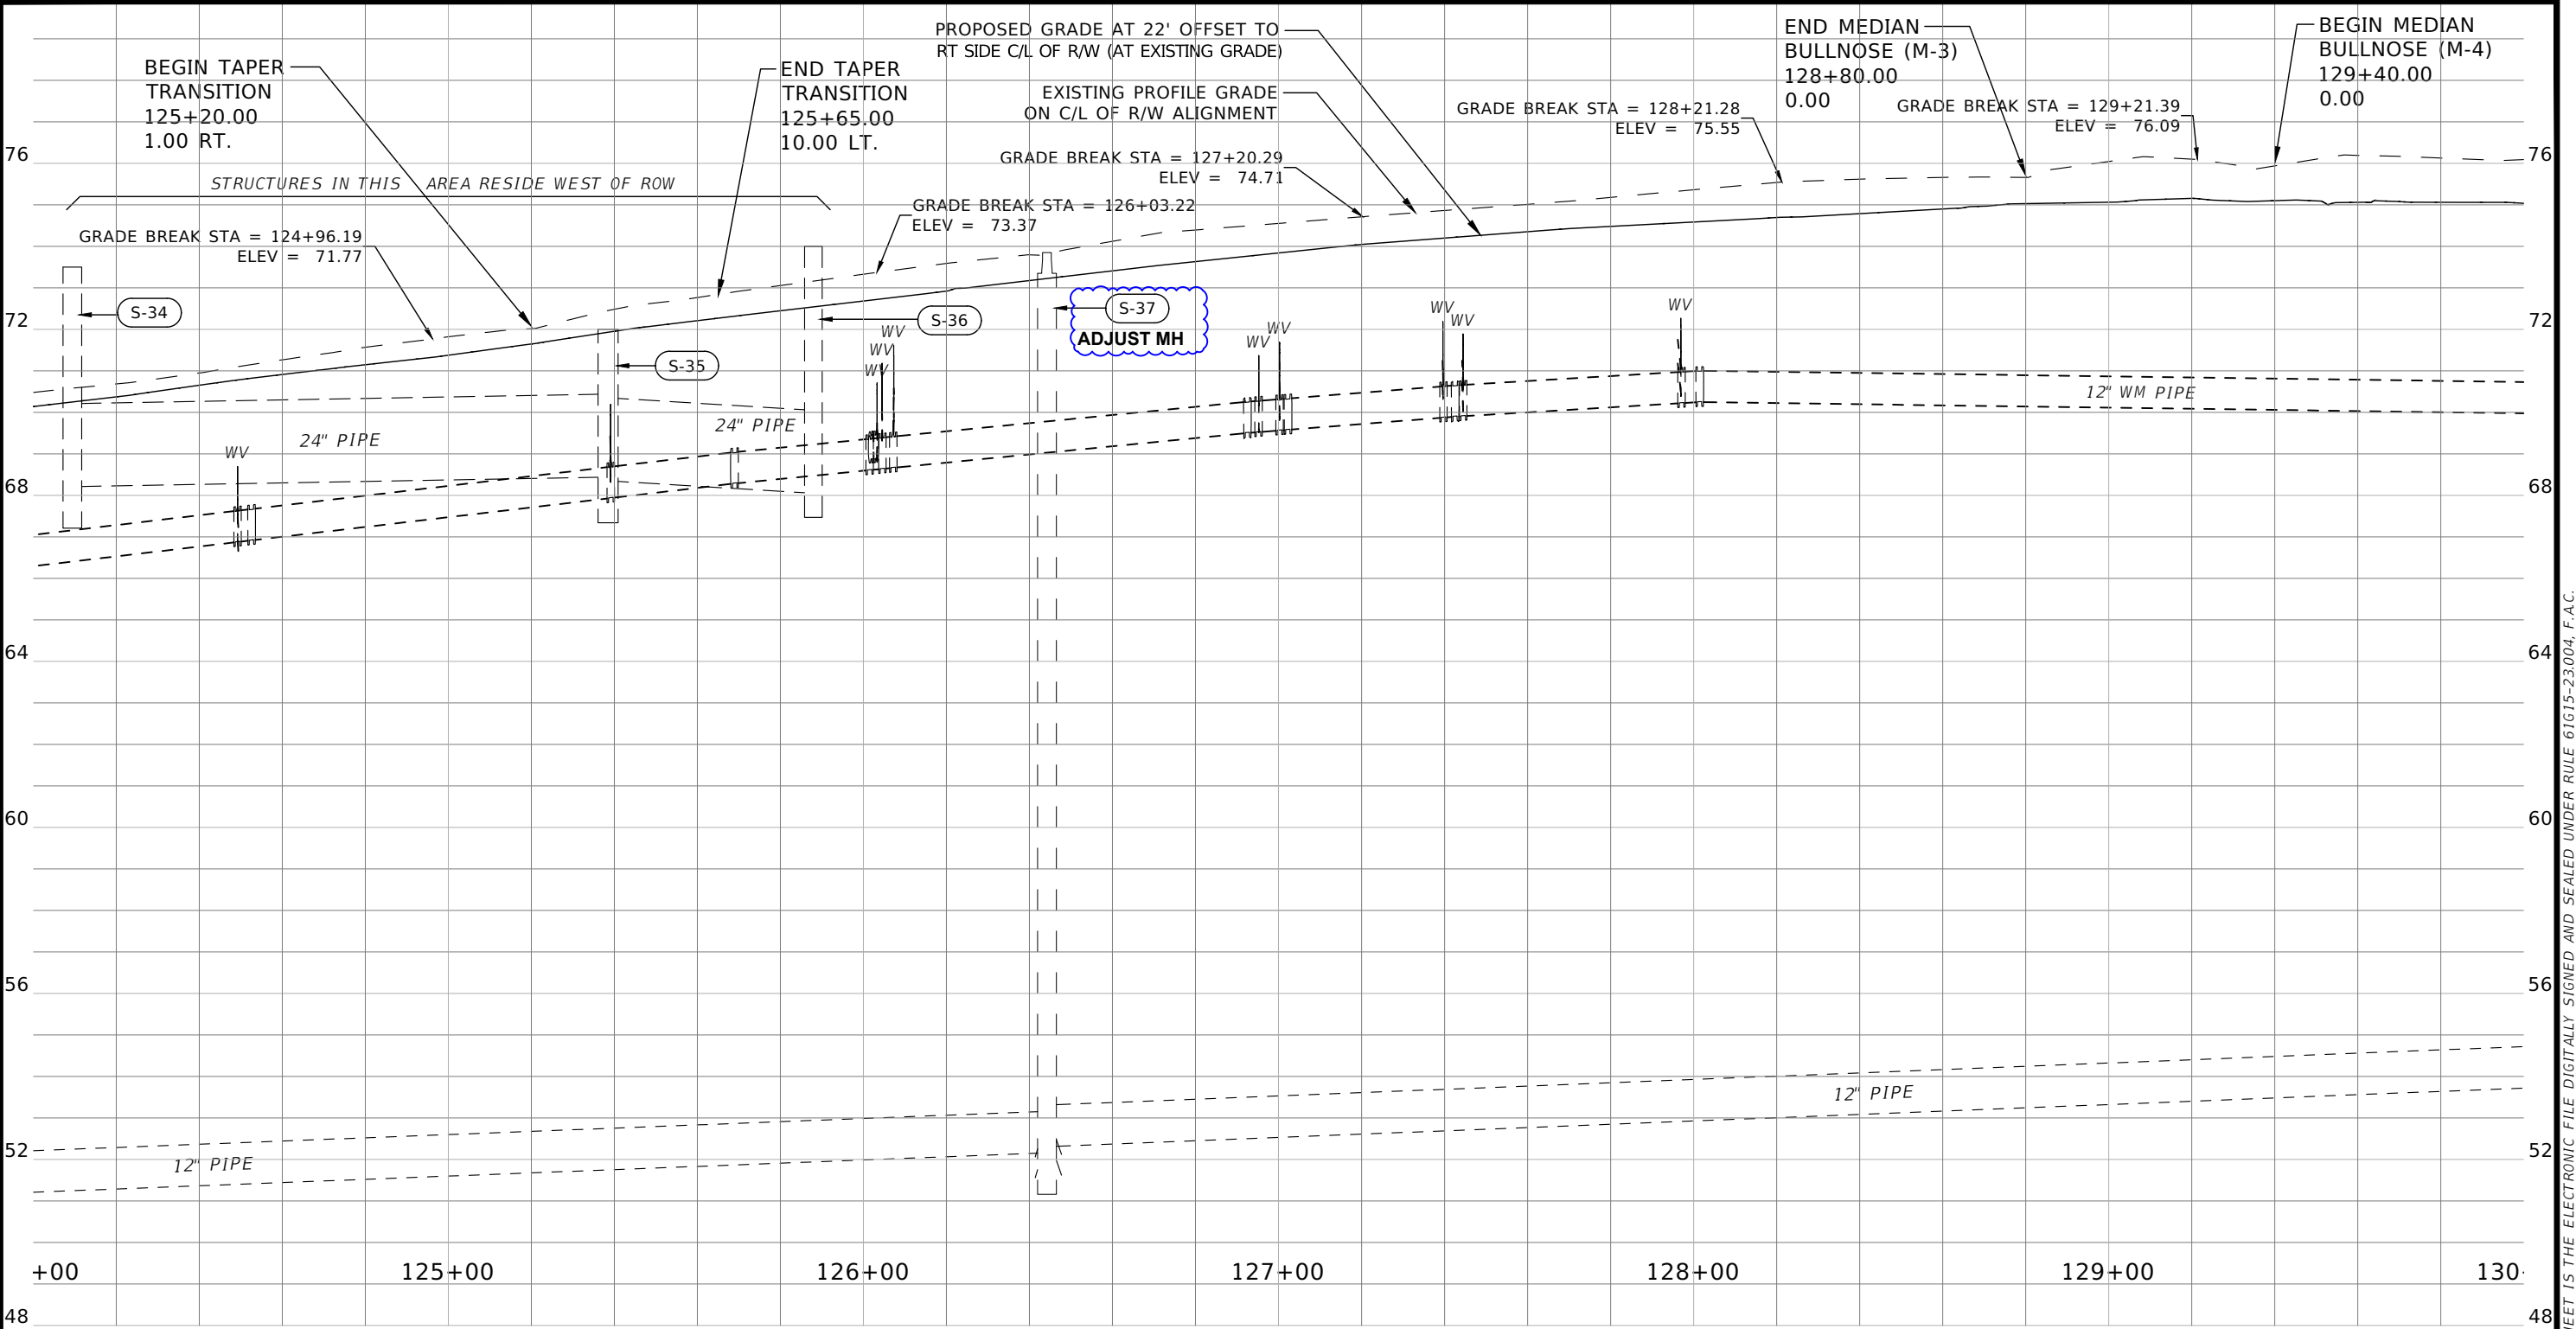 PROPOSED GRADE AT 22' OFFSET TO
RT SIDE C/L OF R/W (AT EXISTING GRADE)
END MEDIAN
BULLNOSE (M-3)
128+80.00
0.00
BEGIN MEDIAN
BULLNOSE (M-4)
129+40.00
0.00
BEGIN TAPER
TRANSITION
125+20.00
1.00 RT.
END TAPER
TRANSITION
125+65.00
10.00 LT.
EXISTING PROFILE GRADE
ON C/L OF R/W ALIGNMENT
GRADE BREAK STA = 128+21.28
ELEV = 75.55
GRADE BREAK STA = 129+21.39
ELEV = 76.09
GRADE BREAK STA = 127+20.29
ELEV = 74.71
76
76
STRUCTURES IN THIS AREA RESIDE WEST OF ROW
GRADE BREAK STA = 126+03.22
ELEV = 73.37
GRADE BREAK STA = 124+96.19
ELEV = 71.77
S-34
S-36
S-37
ADJUST MH
72
72
WV
WV
WV
WV
WV
WV
WV
WV
S-35
12" WM PIPE
24" PIPE
24" PIPE
WV
68
68
64
64
60
60
56
56
12" PIPE
52
52
12" PIPE
+00
125+00
126+00
127+00
128+00
129+00
130
48
48
EET IS THE ELECTRONIC FILE DIGITALLY SIGNED AND SEALED UNDER RULE 61G15-23.004, F.A.C.